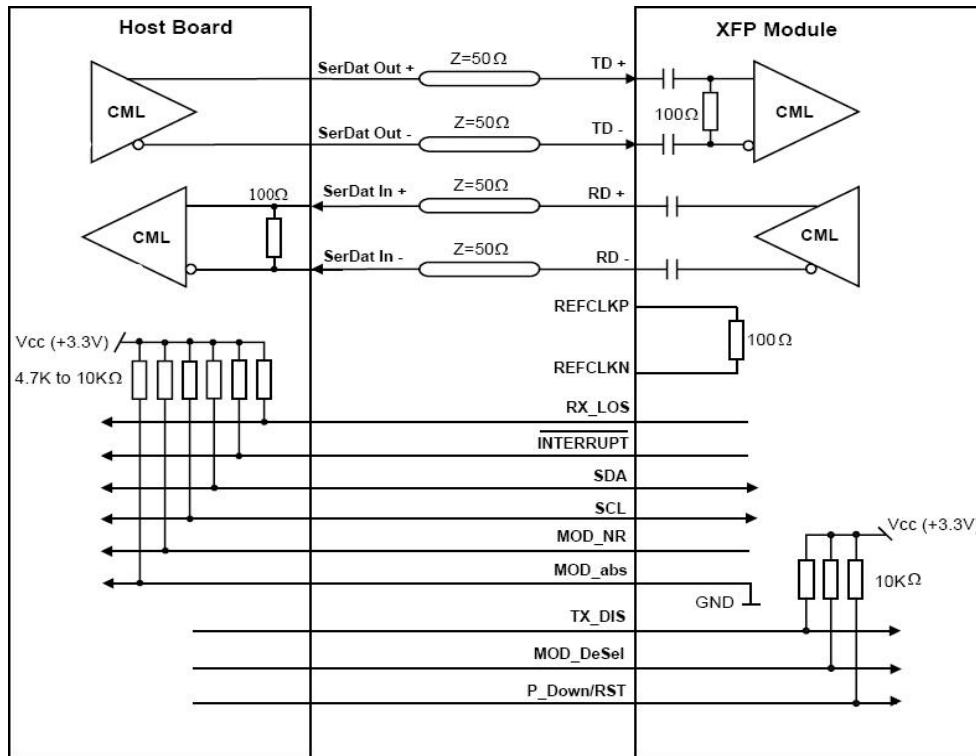 Host Board
XFP Module
SerDat Out +
Z=50Ω
TD +
CML
100Ω
CML
SerDat Out -
Z=50Ω
TD -
SerDat In +
Z=50Ω
RD +
100Ω
CML
CML
SerDat In -
Z=50Ω
RD -
REFCLKP
Vcc (+3.3V)
100Ω
4.7K to 10KΩ
REFCLKN
RX_LOS
INTERRUPT
SDA
SCL
MOD_NR
Vcc (+3.3V)
MOD_abs
10KΩ
GND
TX_DIS
MOD_DeSel
P_Down/RST